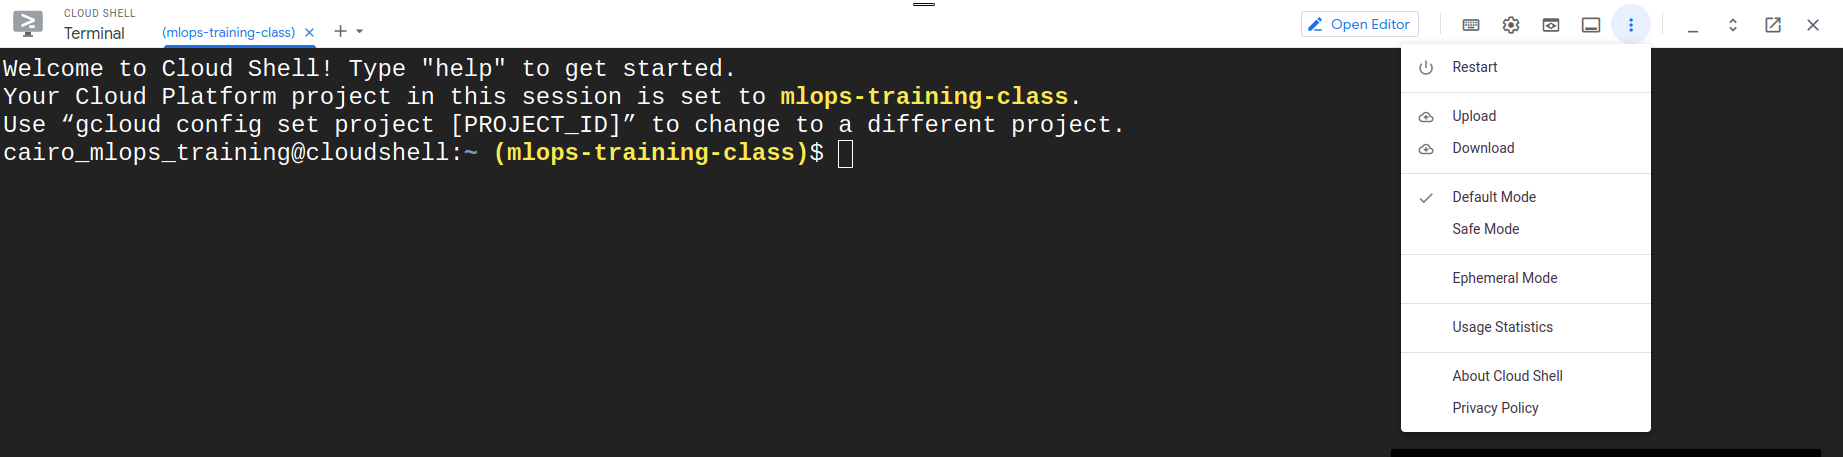 CLOUD SHELL
Terminal
(mlops-training-class)
Open Editor
Welcome to Cloud Shell! Type "help" to get started.
Your Cloud Platform project in this session is set to mlops-training-class.
Use “gcloud config set project [PROJECT_ID]” to change to a different project.
cairo_mlops_training@cloudshell:~ (mlops-training-class)$
Restart
Upload
Download
Default Mode
Safe Mode
Ephemeral Mode
Usage Statistics
About Cloud Shell
Privacy Policy